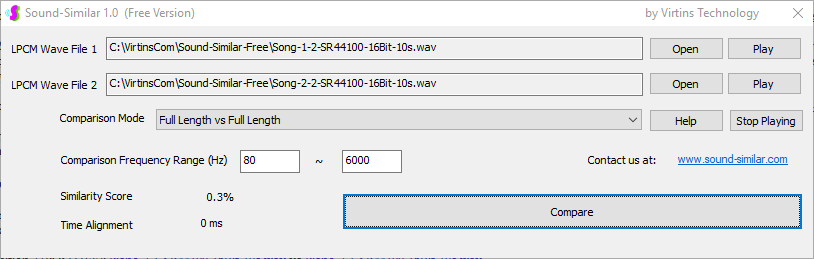 Sound-Similar 1.0 (Free Version) by Virtins Technology
LPCM Wave File 1 C:\VirtinsCom\Sound-Similar-Free\Song-1-2-SR44100-16Bit-10s.wav Open Play
LPCM Wave File 2 C:\VirtinsCom\Sound-Similar-Free\Song-2-2-SR44100-16Bit-10s.wav Open Play
Comparison Mode Full Length vs Full Length Help Stop Playing
Comparison Frequency Range (Hz) 80 ~ 6000 Contact us at: www.sound-similar.com
Similarity Score 0.3%
Compare
Time Alignment 0 ms